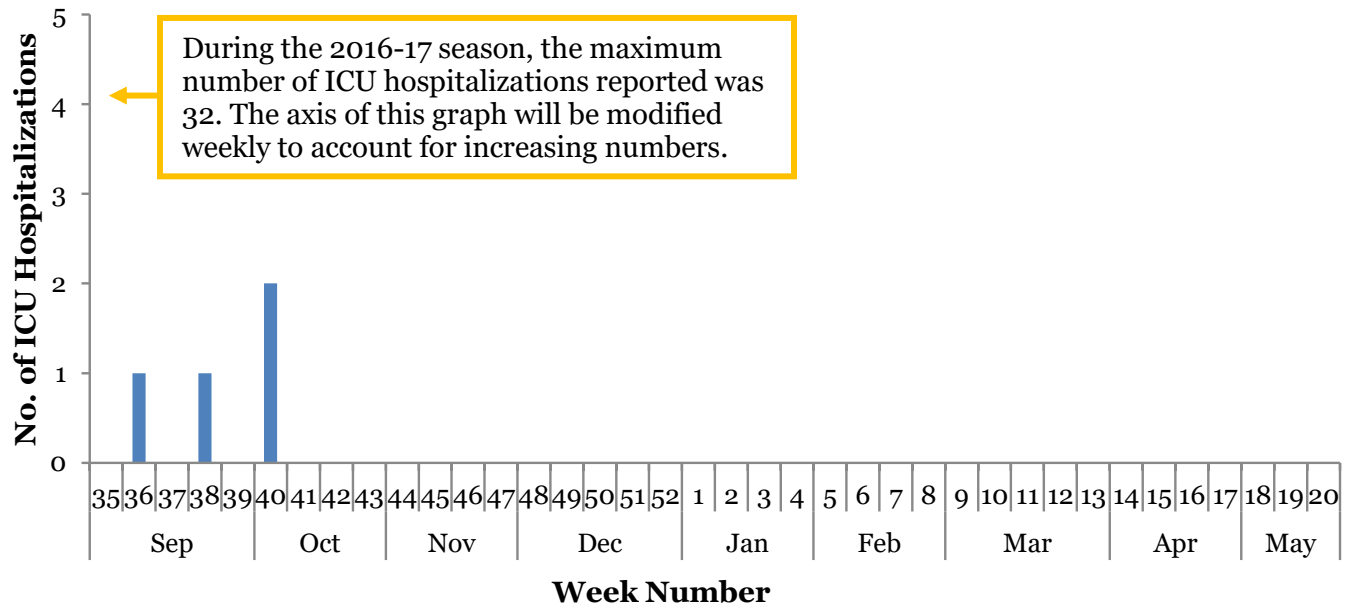 No. of ICU Hospitalizations
5
4
3
2
1
0
During the 2016-17 season, the maximum
number of ICU hospitalizations reported was
32. The axis of this graph will be modified
weekly to account for increasing numbers.
35 36 37 38 39 40 41 42 43 44 45 46 47 48 49 50 51 52 1 2 3 4 5 6 7 8 9 10 11 12 13 14 15 16 17 18 19 20
Sep Oct Nov Dec Jan Feb Mar Apr May
Week Number